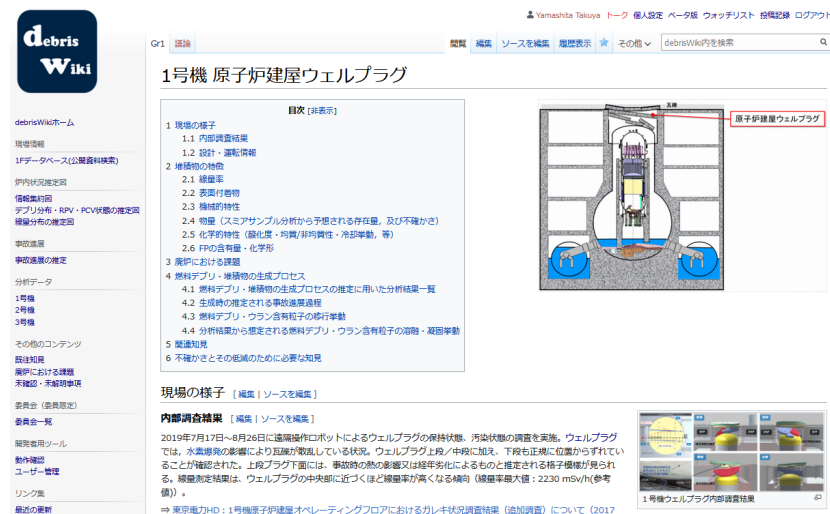 Yamashita Takuya トーク 個人設定 ベータ版 ウォッチリスト 投稿記録 ログアウト
debris
Wiki
Gr1 議論 閲覧 編集 ソースを編集 履歴表示 その他 debrisWiki内を検索
1号機 原子炉建屋ウェルプラグ
debrisWikiホーム
現場情報
1Fデータベース(公開資料検索)
炉内状況推定図
情報集約図
デブリ分布・RPV・PCV状態の推定図
線量分布の推定図
事故進展
事故進展の推定
分析データ
1号機
2号機
3号機
その他のコンテンツ
既往知見
廃炉における課題
未確認・未解明事項
委員会（委員限定）
委員会一覧
開発者用ツール
動作確認
ユーザー管理
リンク集
最近の更新
目次 [非表示]
1 現場の様子
1.1 内部調査結果
1.2 設計・運転情報
2 堆積物の特徴
2.1 線量率
2.2 表面付着物
2.3 機械的特性
2.4 物量（スミアサンプル分析から予想される存在量，及び不確かさ）
2.5 化学的特性（酸化度・均質/非均質性・冷却挙動，等）
2.6 FPの含有量・化学形
3 廃炉における課題
4 燃料デブリ・堆積物の生成プロセス
4.1 燃料デブリ・堆積物の生成プロセスの推定に用いた分析結果一覧
4.2 生成時の推定される事故進展過程
4.3 燃料デブリ・ウラン含有粒子の移行挙動
4.4 分析結果から想定される燃料デブリ・ウラン含有粒子の溶融・凝固挙動
5 関連知見
6 不確かさとその低減のために必要な知見
瓦礫
原子炉建屋ウェルプラグ
現場の様子 [ 編集 | ソースを編集 ]
内部調査結果 [ 編集 | ソースを編集 ]
2019年7月17日～8月26日に遠隔操作ロボットによるウェルプラグの保持状態、汚染状態の調査を実施。ウェルプラグ
では，水素爆発の影響により瓦礫が散乱している状況。ウェルプラグ上段／中段に加え、下段も正規に位置からずれてい
ることが確認された。上段プラグ下面には、事故時の熱の影響又は経年劣化によるものと推定される格子模様が見られ
る。線量測定結果は、ウェルプラグの中央部に近づくほど線量率が高くなる傾向（線量率最大値：2230 mSv/h(参考
値)）。
⇒ 東京電力HD：1号機原子炉建屋オペレーティングフロアにおけるガレキ状況調査結果（追加調査）について（2017
1号機ウェルプラグ内部調査結果